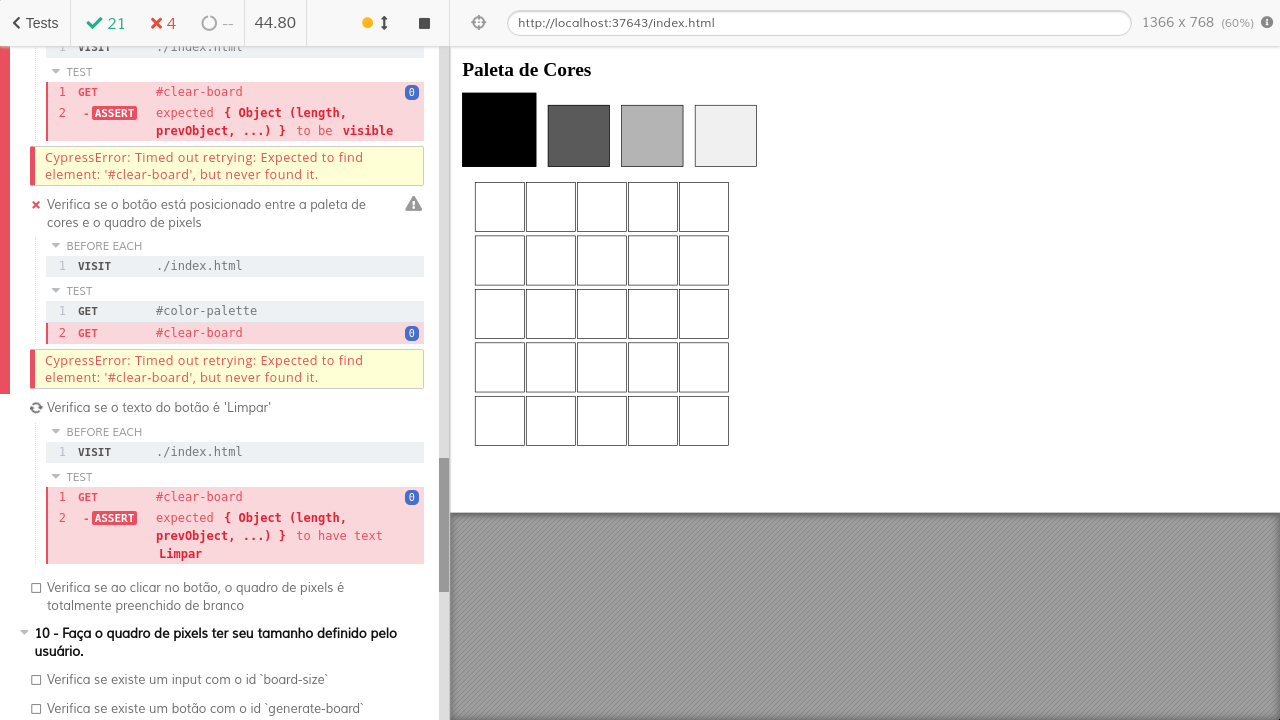 Tests 21 4 -- 44.80 http://localhost:37643/index.html 1366 x 768 (60%)
1 VISIT ./index.html
TEST
1 GET #clear-board 0
2 -ASSERT expected { Object (length,
prevObject, ...) } to be visible
CypressError: Timed out retrying: Expected to find
element: '#clear-board', but never found it.
Verifica se o botão está posicionado entre a paleta de
cores e o quadro de pixels
BEFORE EACH
1 VISIT ./index.html
TEST
1 GET #color-palette
2 GET #clear-board 0
CypressError: Timed out retrying: Expected to find
element: '#clear-board', but never found it.
Verifica se o texto do botão é 'Limpar'
BEFORE EACH
1 VISIT ./index.html
TEST
1 GET #clear-board 0
2 -ASSERT expected { Object (length,
prevObject, ...) } to have text
Limpar
Verifica se ao clicar no botão, o quadro de pixels é
totalmente preenchido de branco
10 - Faça o quadro de pixels ter seu tamanho definido pelo
usuário.
Verifica se existe um input com o id `board-size`
Verifica se existe um botão com o id `generate-board`
Paleta de Cores